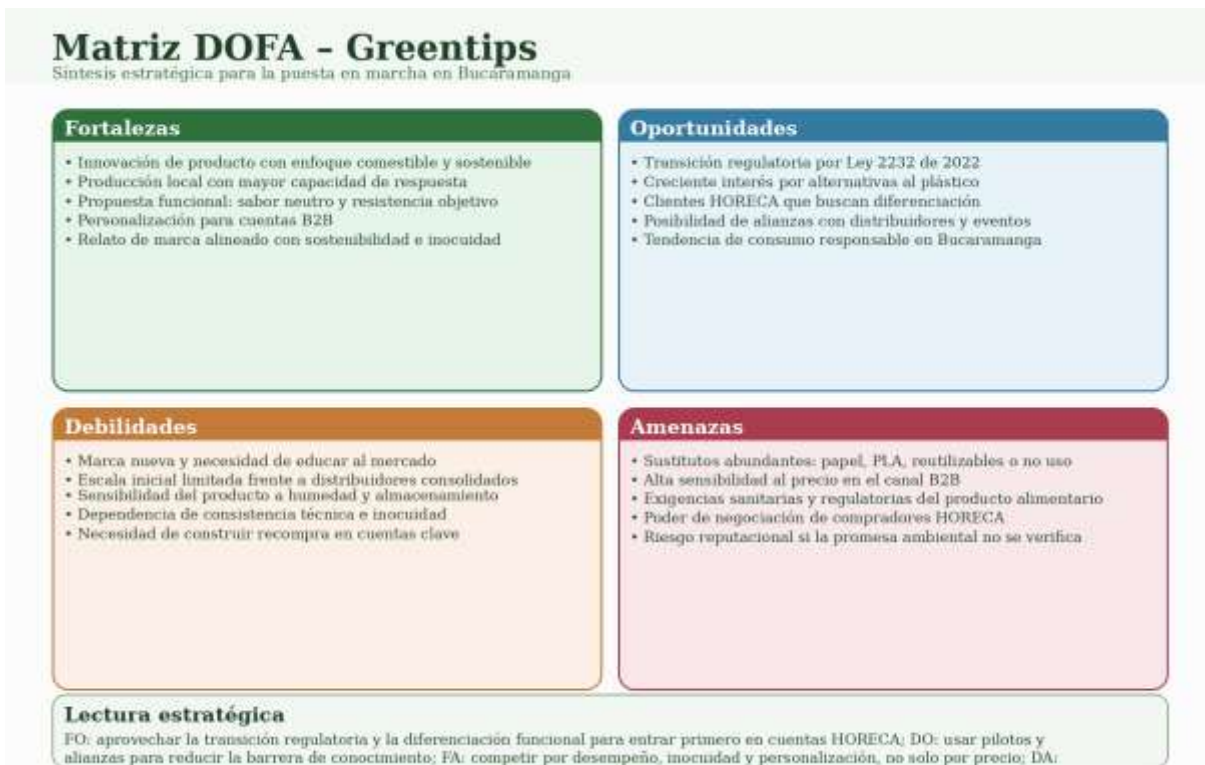 Matriz DOFA – Greentips
Síntesis estratégica para la puesta en marcha en Bucaramanga
Fortalezas
• Innovación de producto con enfoque comestible y sostenible
• Producción local con mayor capacidad de respuesta
• Propuesta funcional: sabor neutro y resistencia objetivo
• Personalización para cuentas B2B
• Relato de marca alineado con sostenibilidad e inocuidad
Oportunidades
• Transición regulatoria por Ley 2232 de 2022
• Creciente interés por alternativas al plástico
• Clientes HORECA que buscan diferenciación
• Posibilidad de alianzas con distribuidores y eventos
• Tendencia de consumo responsable en Bucaramanga
Debilidades
• Marca nueva y necesidad de educar al mercado
• Escala inicial limitada frente a distribuidores consolidados
• Sensibilidad del producto a humedad y almacenamiento
• Dependencia de consistencia técnica e inocuidad
• Necesidad de construir recompra en cuentas clave
Amenazas
• Sustitutos abundantes: papel, PLA, reutilizables o no uso
• Alta sensibilidad al precio en el canal B2B
• Exigencias sanitarias y regulatorias del producto alimentario
• Poder de negociación de compradores HORECA
• Riesgo reputacional si la promesa ambiental no se verifica
Lectura estratégica
FO: aprovechar la transición regulatoria y la diferenciación funcional para entrar primero en cuentas HORECA; DO: usar pilotos y
alianzas para reducir la barrera de conocimiento; FA: competir por desempeño, inocuidad y personalización, no solo por precio; DA: